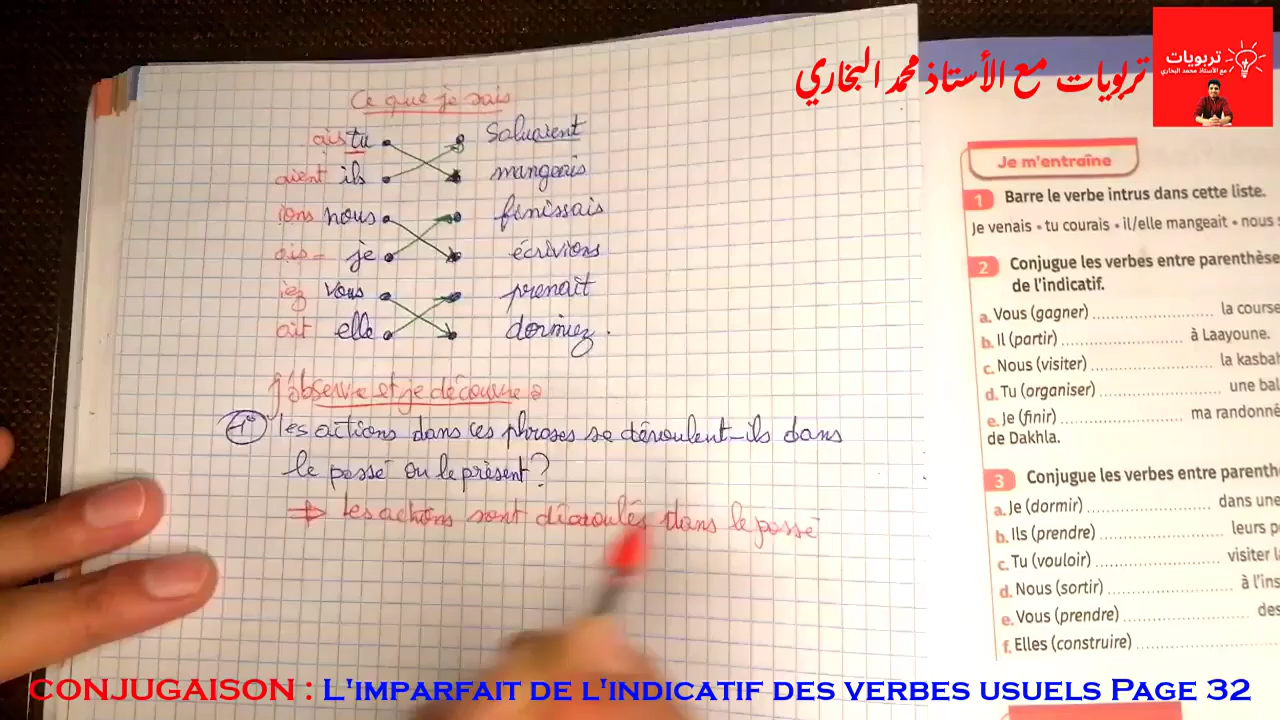 تربويات مع الأستاذ محمد البخاري
تربويات
مع الأستاذ محمد البخاري
Ce que je sais
ais tu
Saluaient
aient ils
mangeais
ions nous
finissais
ais - je
écrivions
iez vous
prenait
ait elle
dormiez.
J'observe et je découvre
1° les actions dans ces phrases se déroulent-ils dans
le passé ou le présent?
⇒ les actions sont déroulés dans le passé
Je m'entraîne
1 Barre le verbe intrus dans cette liste.
Je venais • tu courais • il/elle mangeait • nous
2 Conjugue les verbes entre parenthèse
de l'indicatif.
a. Vous (gagner) .......................... la course
b. Il (partir) .......................... à Laayoune.
c. Nous (visiter) .......................... la kasbah
d. Tu (organiser) .......................... une bal
e. Je (finir) .......................... ma randonné
de Dakhla.
3 Conjugue les verbes entre parenth
a. Je (dormir) .......................... dans une
b. Ils (prendre) .......................... leurs p
c. Tu (vouloir) .......................... visiter l
d. Nous (sortir) .......................... à l'ins
e. Vous (prendre) .......................... des
f. Elles (construire) ..........................
CONJUGAISON : L'IMPARFAIT DE L'INDICATIF DES VERBES USUELS PAGE 32